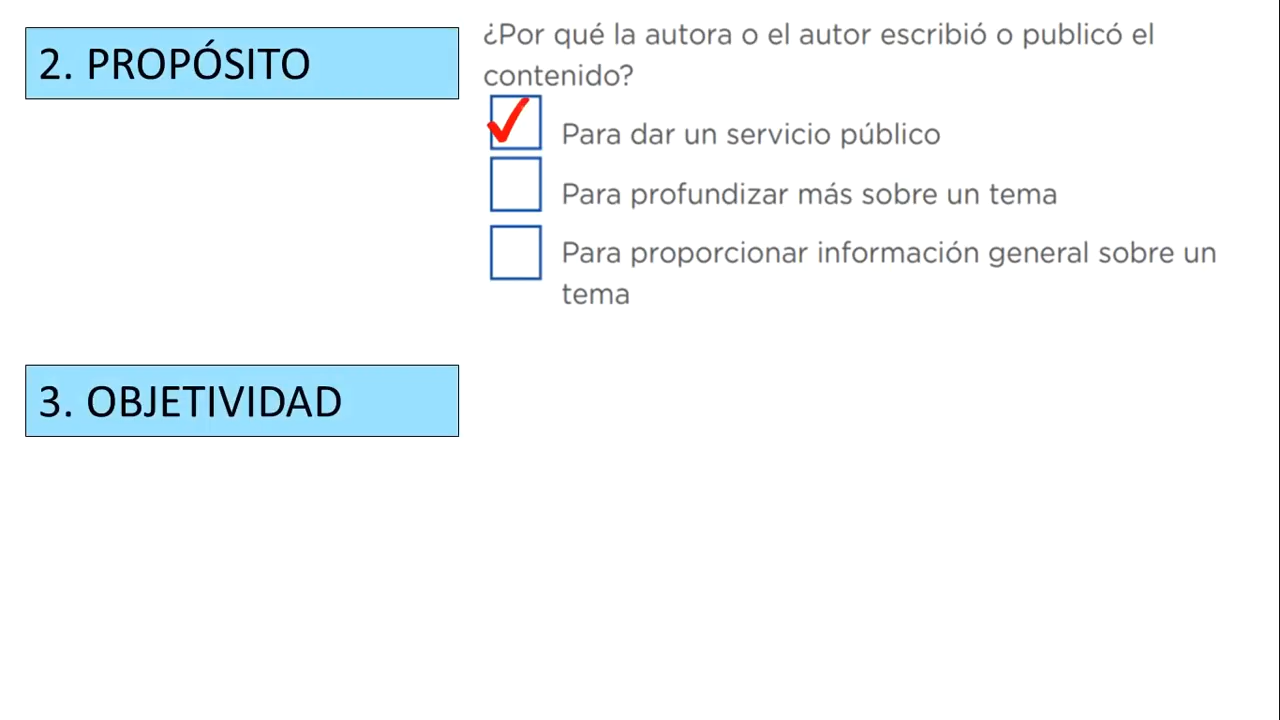 2. PROPÓSITO
¿Por qué la autora o el autor escribió o publicó el
contenido?
Para dar un servicio público
Para profundizar más sobre un tema
Para proporcionar información general sobre un
tema
3. OBJETIVIDAD